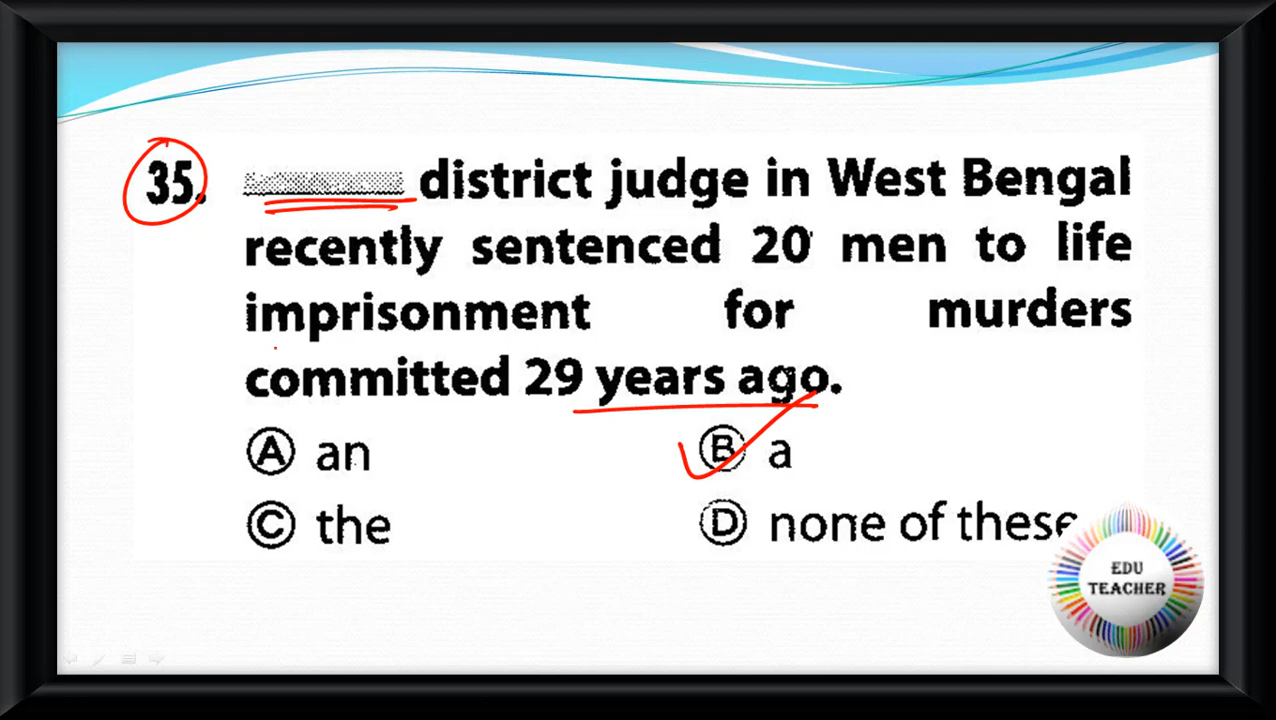 35. district judge in West Bengal
recently sentenced 20 men to life
imprisonment for murders
committed 29 years ago.
Ⓐ an Ⓑ a
Ⓒ the Ⓓ none of these
EDU
TEACHER